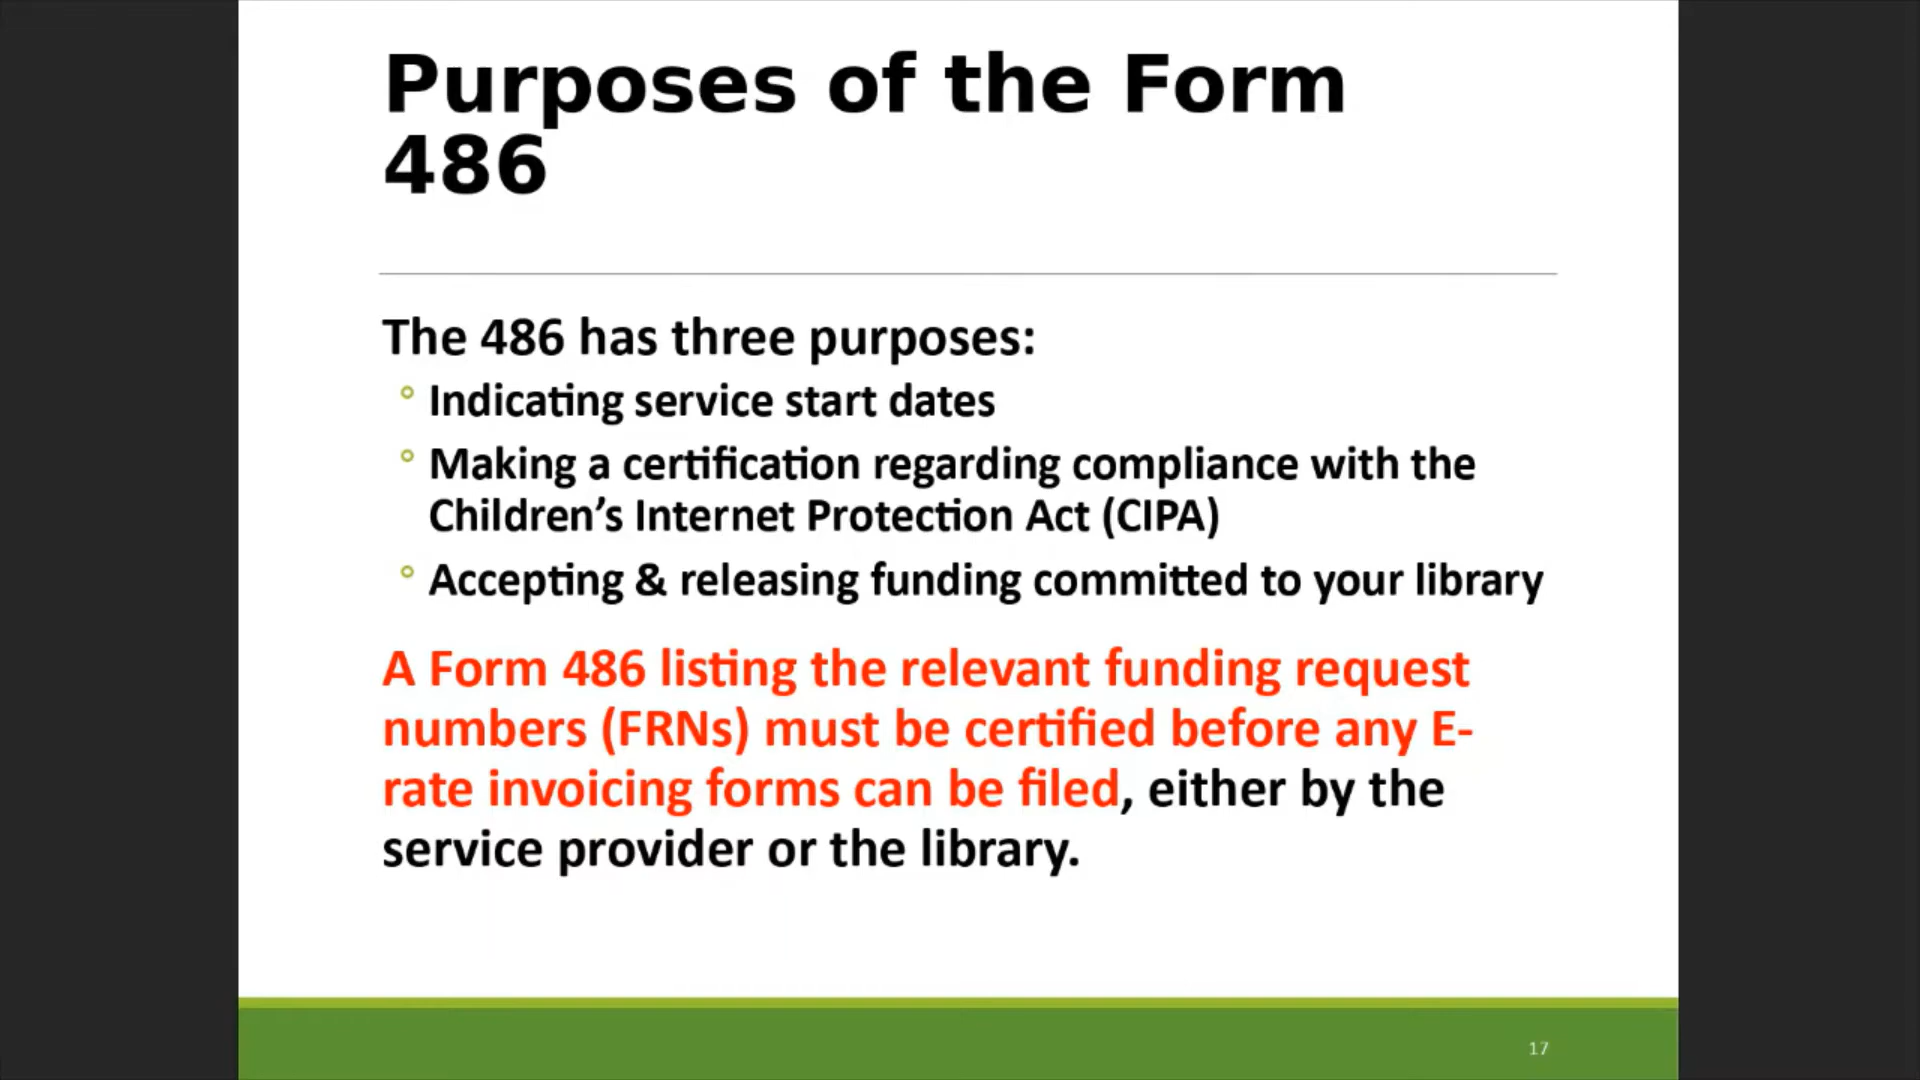 Purposes of the Form
486
The 486 has three purposes:
° Indicating service start dates
° Making a certification regarding compliance with the
Children’s Internet Protection Act (CIPA)
° Accepting & releasing funding committed to your library
A Form 486 listing the relevant funding request
numbers (FRNs) must be certified before any E-
rate invoicing forms can be filed, either by the
service provider or the library.
17